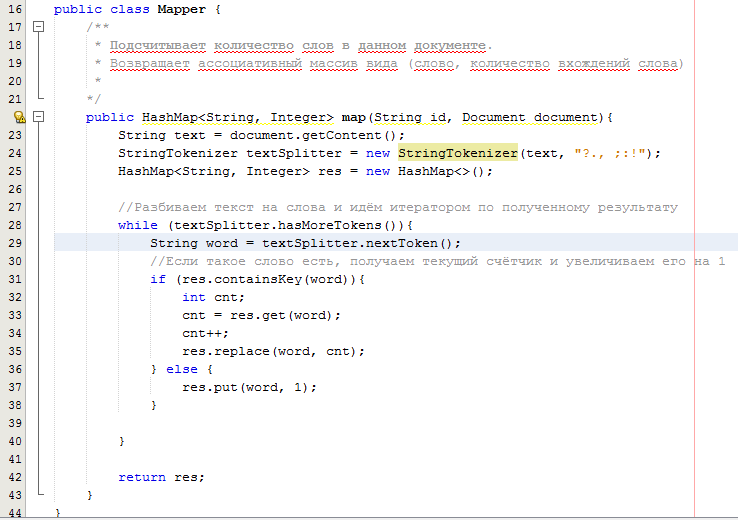 16 public class Mapper {
17     /**
18      * Подсчитывает количество слов в данном документе.
19      * Возвращает ассоциативный массив вида (слово, количество вхождений слова)
20      *
21     */
    public HashMap<String, Integer> map(String id, Document document){
23         String text = document.getContent();
24         StringTokenizer textSplitter = new StringTokenizer(text, "?., ;:!");
25         HashMap<String, Integer> res = new HashMap<>();
26
27         //Разбиваем текст на слова и идём итератором по полученному результату
28         while (textSplitter.hasMoreTokens()){
29             String word = textSplitter.nextToken();
30             //Если такое слово есть, получаем текущий счётчик и увеличиваем его на 1
31             if (res.containsKey(word)){
32                 int cnt;
33                 cnt = res.get(word);
34                 cnt++;
35                 res.replace(word, cnt);
36             } else {
37                 res.put(word, 1);
38             }
39
40         }
41
42         return res;
43     }
44 }